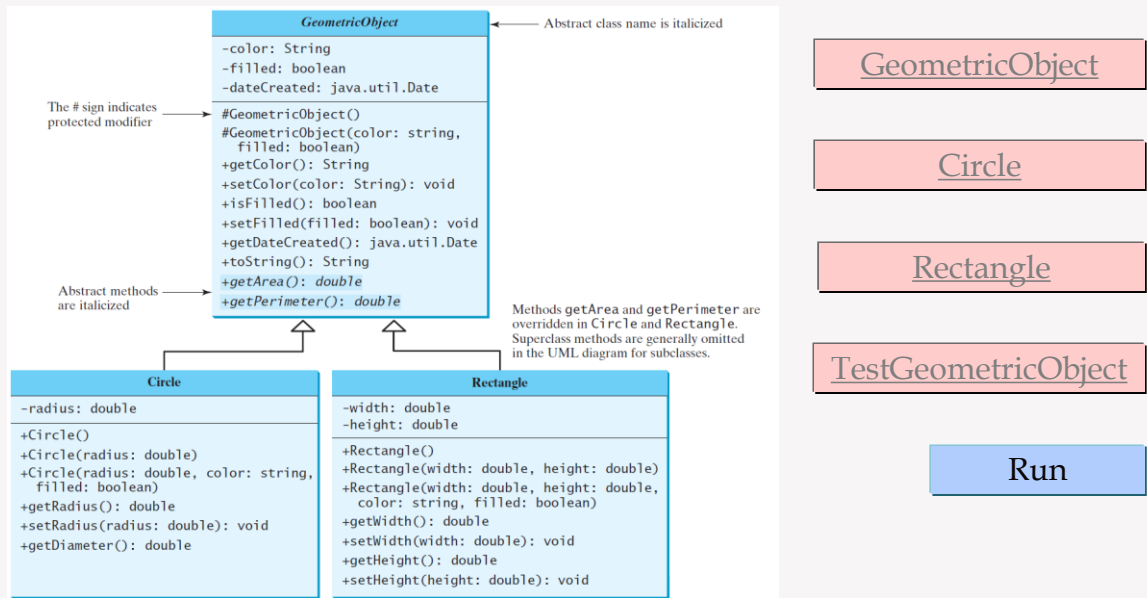 GeometricObject
Abstract class name is italicized
-color: String
-filled: boolean
-dateCreated: java.util.Date
The # sign indicates
protected modifier
#GeometricObject()
#GeometricObject(color: string,
filled: boolean)
+getColor(): String
+setColor(color: String): void
+isFilled(): boolean
+setFilled(filled: boolean): void
+getDateCreated(): java.util.Date
+toString(): String
+getArea(): double
+getPerimeter(): double
Abstract methods
are italicized
Methods getArea and getPerimeter are
overridden in Circle and Rectangle.
Superclass methods are generally omitted
in the UML diagram for subclasses.
Circle
-radius: double
+Circle()
+Circle(radius: double)
+Circle(radius: double, color: string,
filled: boolean)
+getRadius(): double
+setRadius(radius: double): void
+getDiameter(): double
Rectangle
-width: double
-height: double
+Rectangle()
+Rectangle(width: double, height: double)
+Rectangle(width: double, height: double,
color: string, filled: boolean)
+getWidth(): double
+setWidth(width: double): void
+getHeight(): double
+setHeight(height: double): void
GeometricObject
Circle
Rectangle
TestGeometricObject
Run